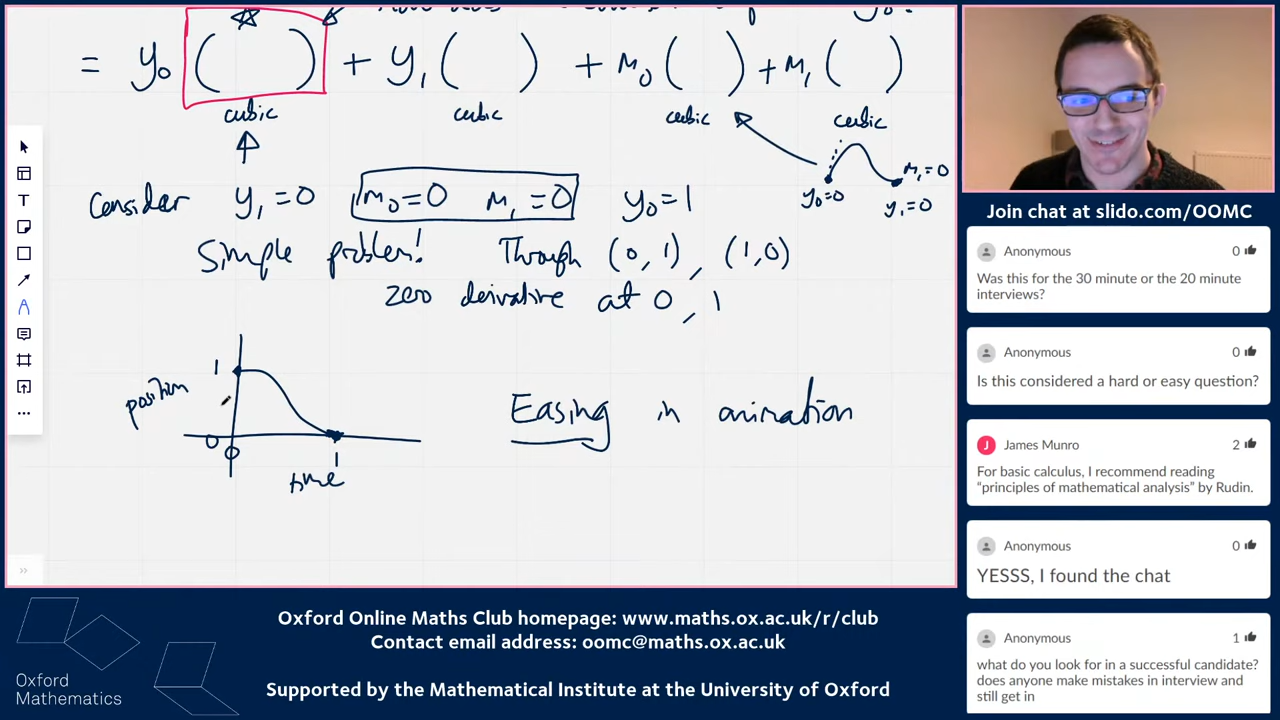 y₀?
= y₀ ( ) + y₁ ( ) + m₀ ( ) + m₁ ( )
cubic cubic cubic cubic
m₁=0
y₀=0 y₁=0
Consider y₁=0 m₀=0 m₁=0 y₀=1
Simple problem! Through (0,1), (1,0)
zero derivative at 0, 1
1
position
0
0
1
time
Easing in animation
Join chat at slido.com/OOMC
Anonymous 0
Was this for the 30 minute or the 20 minute
interviews?
Anonymous 0
Is this considered a hard or easy question?
J James Munro 2
For basic calculus, I recommend reading
“principles of mathematical analysis” by Rudin.
Anonymous 0
YESSS, I found the chat
Anonymous 1
what do you look for in a successful candidate?
does anyone make mistakes in interview and
still get in
Oxford
Mathematics
Oxford Online Maths Club homepage: www.maths.ox.ac.uk/r/club
Contact email address: oomc@maths.ox.ac.uk
Supported by the Mathematical Institute at the University of Oxford